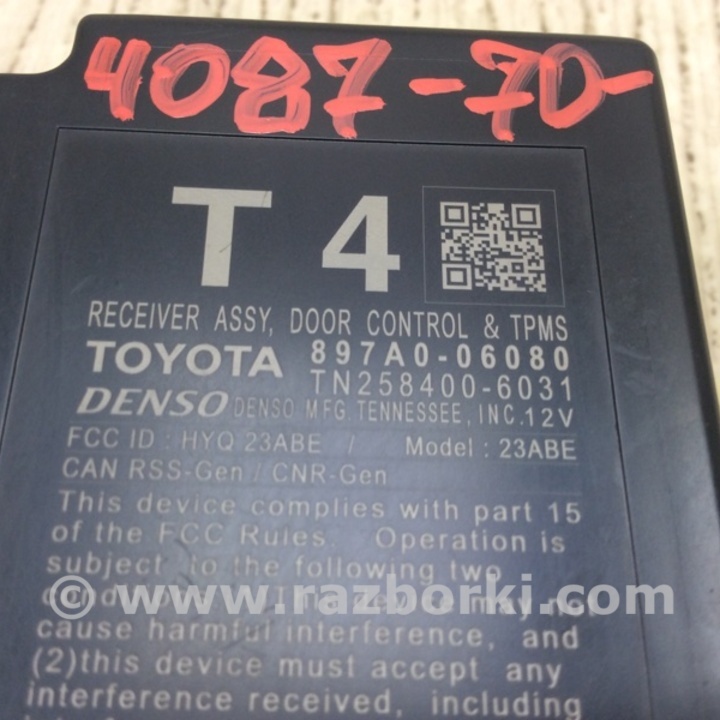 4087-70-
T 4
RECEIVER ASSY, DOOR CONTROL & TPMS
TOYOTA 897A0-06080
TN258400-6031
DENSO DENSO MFG. TENNESSEE, INC. 12V
FCC ID : HYQ 23ABE / Model : 23ABE
CAN RSS-Gen / CNR-Gen
This device complies with part 15
of the FCC Rules. Operation is
subject to the following two
© www.razborki.com
may not
cause harmful interference, and
(2)this device must accept any
interference received, including